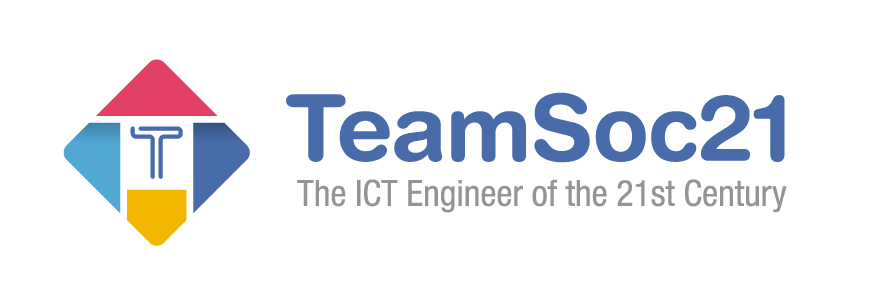 T
TeamSoc21
The ICT Engineer of the 21st Century